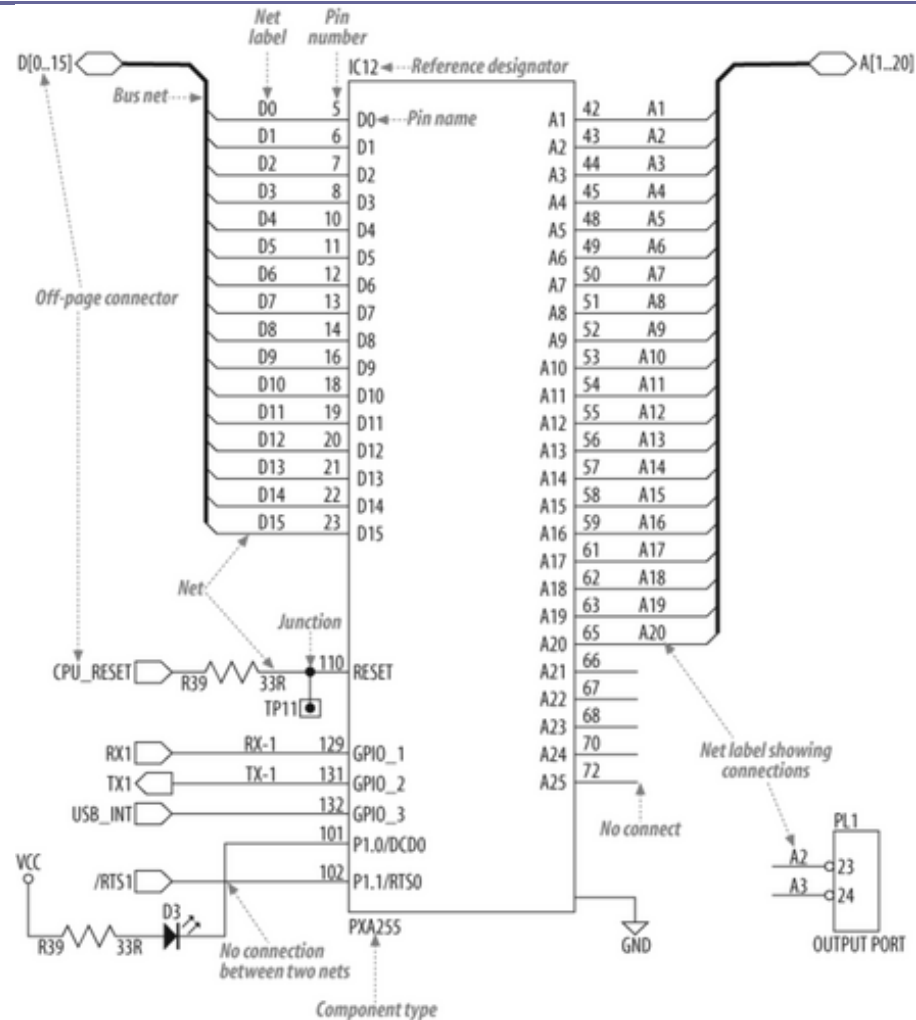 Net label
Pin number
D[0..15]
IC12
Reference designator
A[1..20]
Bus net
D0 5 D0 Pin name
D1 6 D1
D2 7 D2
D3 8 D3
D4 10 D4
D5 11 D5
D6 12 D6
D7 13 D7
D8 14 D8
D9 16 D9
D10 18 D10
D11 19 D11
D12 20 D12
D13 21 D13
D14 22 D14
D15 23 D15
A1 42 A1
A2 43 A2
A3 44 A3
A4 45 A4
A5 48 A5
A6 49 A6
A7 50 A7
A8 51 A8
A9 52 A9
A10 53 A10
A11 54 A11
A12 55 A12
A13 56 A13
A14 57 A14
A15 58 A15
A16 59 A16
A17 61 A17
A18 62 A18
A19 63 A19
A20 65 A20
A21 66
A22 67
A23 68
A24 70
A25 72
Off-page connector
Net
Junction
CPU_RESET R39 33R 110 RESET
TP11
RX1 RX-1 129 GPIO_1
TX1 TX-1 131 GPIO_2
USB_INT 132 GPIO_3
101 P1.0/DCD0
/RTS1 102 P1.1/RTS0
VCC
R39 33R D3
No connection
between two nets
PXA255
Component type
No connect
Net label showing
connections
GND
PL1
A2 23
A3 24
OUTPUT PORT